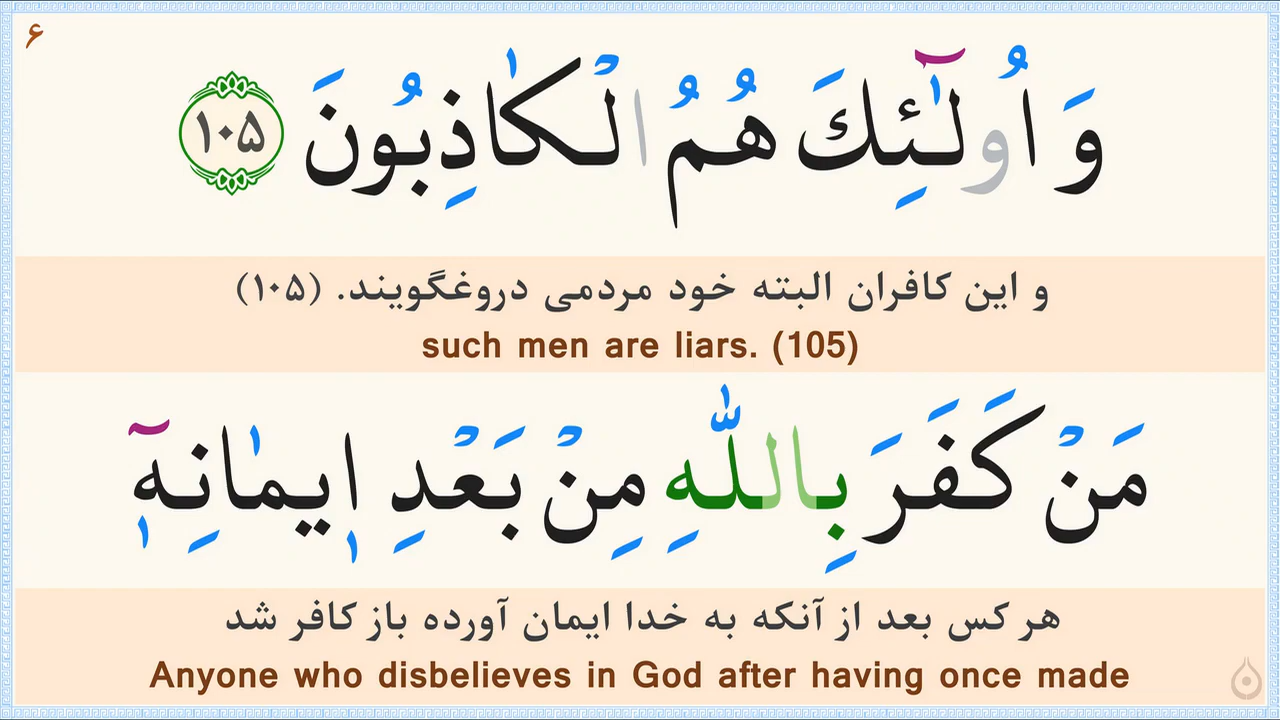 ۶
وَ اُولٰٓئِكَ هُمُ الْكٰاذِبُونَ ۱۰۵
و این کافران البته خود مردمی دروغگویند. (۱۰۵)
such men are liars. (105)
مَنْ كَفَرَ بِاللّٰهِ مِنْ بَعْدِ اِٖيمٰانِهٖٓ
هر کس بعد از آنکه به خدا ایمان آورده باز کافر شد
Anyone who disbelieves in God after having once made